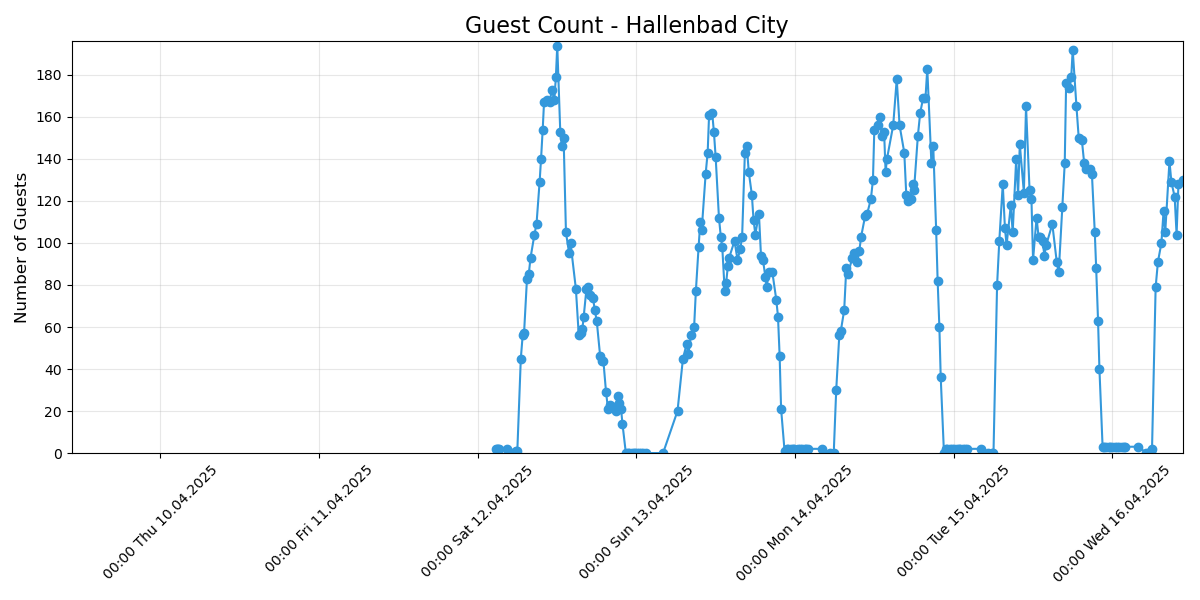 Guest Count - Hallenbad City
Number of Guests
180
160
140
120
100
80
60
40
20
0
00:00 Thu 10.04.2025
00:00 Fri 11.04.2025
00:00 Sat 12.04.2025
00:00 Sun 13.04.2025
00:00 Mon 14.04.2025
00:00 Tue 15.04.2025
00:00 Wed 16.04.2025